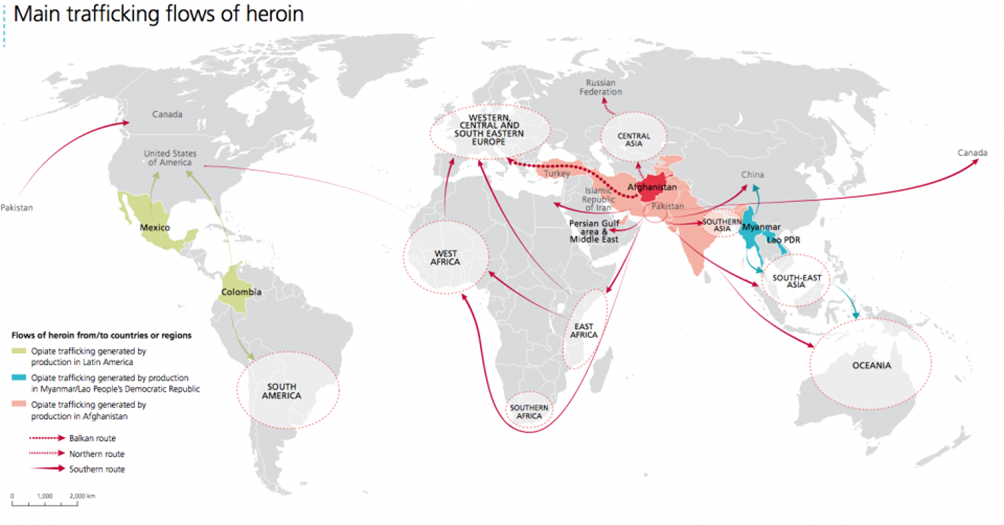 Main trafficking flows of heroin
Russian
Federation
Canada
WESTERN,
CENTRAL AND
SOUTH EASTERN
EUROPE
CENTRAL
ASIA
United States
of America
Canada
Turkey
China
Islamic
Republic
of Iran
Afghanistan
Pakistan
Pakistan
Mexico
Persian Gulf
area &
Middle East
SOUTHERN
ASIA
Myanmar
Lao PDR
WEST
AFRICA
SOUTH-EAST
ASIA
Colombia
EAST
AFRICA
OCEANIA
SOUTH
AMERICA
SOUTHERN
AFRICA
Flows of heroin from/to countries or regions
Opiate trafficking generated by
production in Latin America
Opiate trafficking generated by production
in Myanmar/Lao People's Democratic Republic
Opiate trafficking generated by
production in Afghanistan
Balkan route
Northern route
Southern route
0 1,000 2,000 km